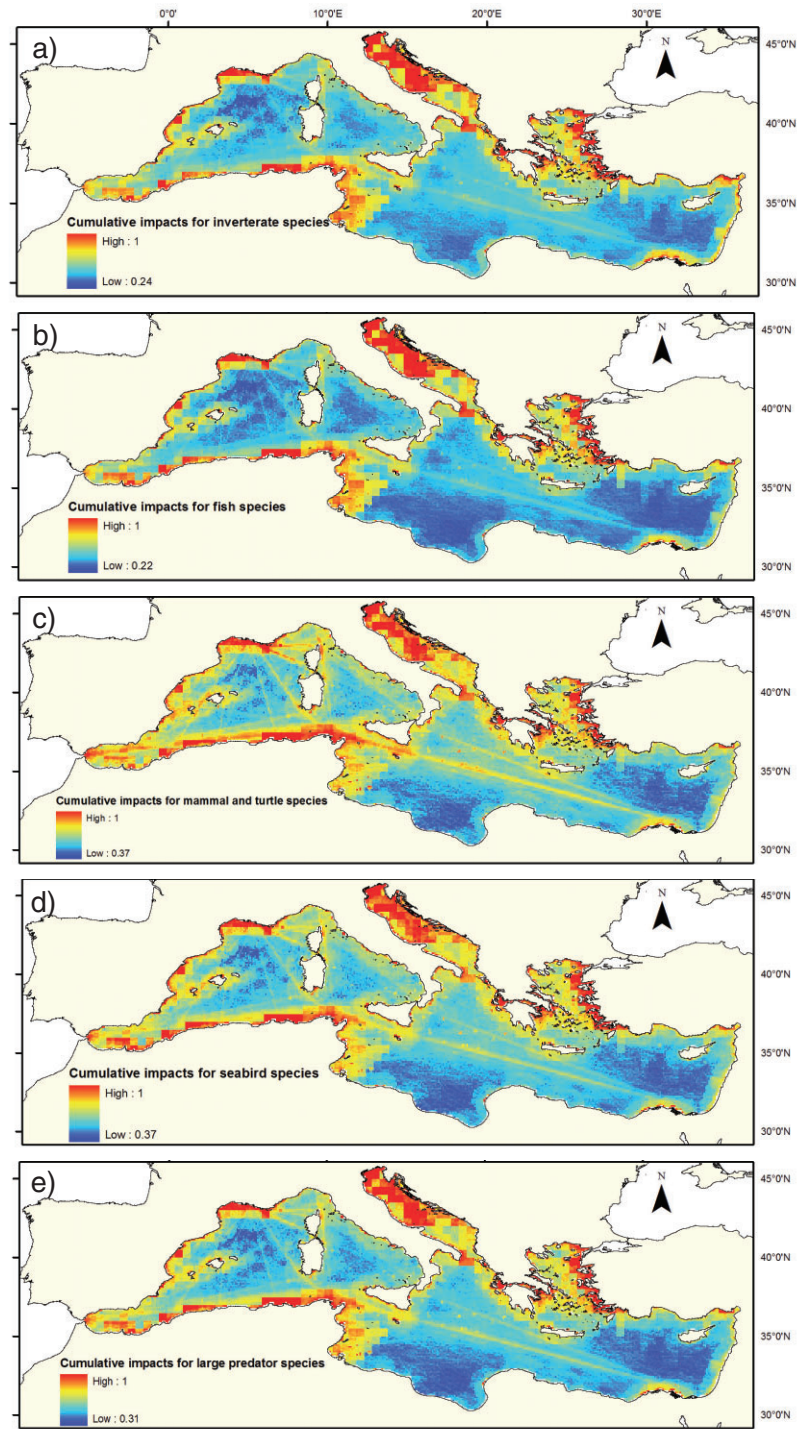 0°0' 10°0'E 20°0'E 30°0'E
a)
N
45°0'N
40°0'N
35°0'N
30°0'N
Cumulative impacts for inverterate species
High : 1
Low : 0.24
b)
N
45°0'N
40°0'N
35°0'N
30°0'N
Cumulative impacts for fish species
High : 1
Low : 0.22
c)
N
45°0'N
40°0'N
35°0'N
30°0'N
Cumulative impacts for mammal and turtle species
High : 1
Low : 0.37
d)
N
45°0'N
40°0'N
35°0'N
30°0'N
Cumulative impacts for seabird species
High : 1
Low : 0.37
e)
N
45°0'N
40°0'N
35°0'N
30°0'N
Cumulative impacts for large predator species
High : 1
Low : 0.31